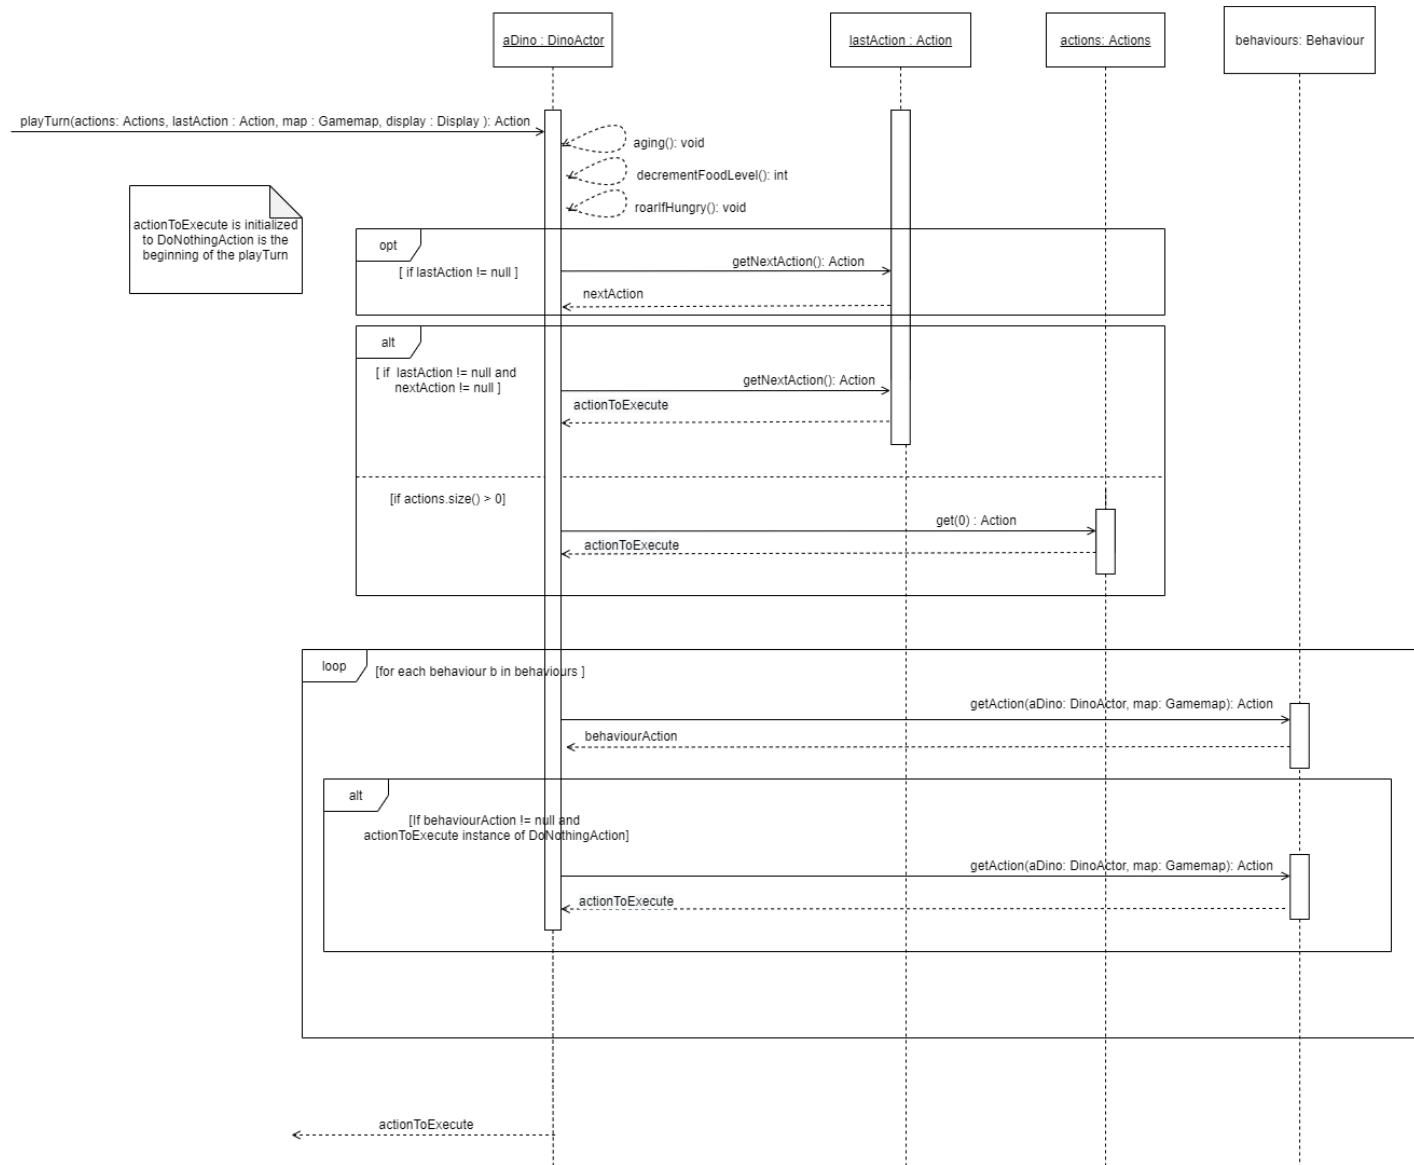 aDino : DinoActor
lastAction : Action
actions: Actions
behaviours: Behaviour
playTurn(actions: Actions, lastAction : Action, map : Gamemap, display : Display ): Action
aging(): void
decrementFoodLevel(): int
roarIfHungry(): void
actionToExecute is initialized
to DoNothingAction is the
beginning of the playTurn
opt
[ if lastAction != null ]
getNextAction(): Action
nextAction
alt
[ if  lastAction != null and
nextAction != null ]
getNextAction(): Action
actionToExecute
[if actions.size() > 0]
get(0) : Action
actionToExecute
loop
[for each behaviour b in behaviours ]
getAction(aDino: DinoActor, map: Gamemap): Action
behaviourAction
alt
[If behaviourAction != null and
actionToExecute instance of DoNothingAction]
getAction(aDino: DinoActor, map: Gamemap): Action
actionToExecute
actionToExecute